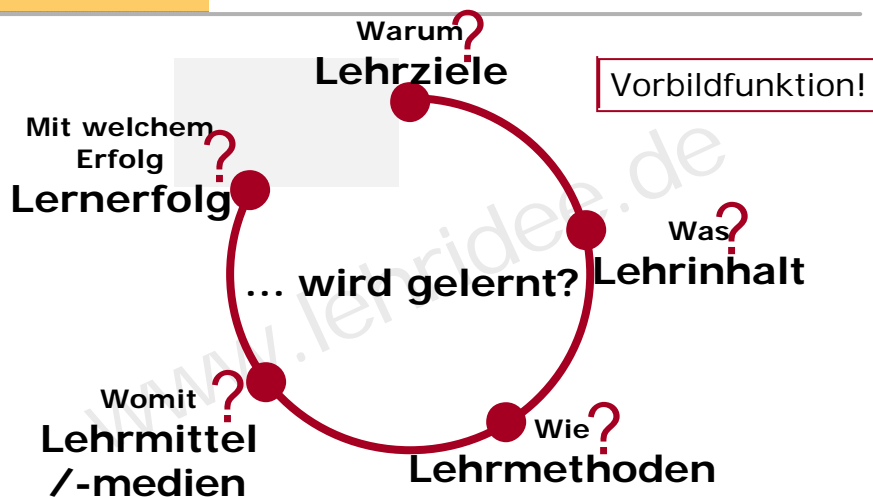 Warum?
Lehrziele
Vorbildfunktion!
Was?
Lehrinhalt
Wie?
Lehrmethoden
Womit?
Lehrmittel
/-medien
Mit welchem
Erfolg?
Lernerfolg
... wird gelernt?
www.lehridee.de